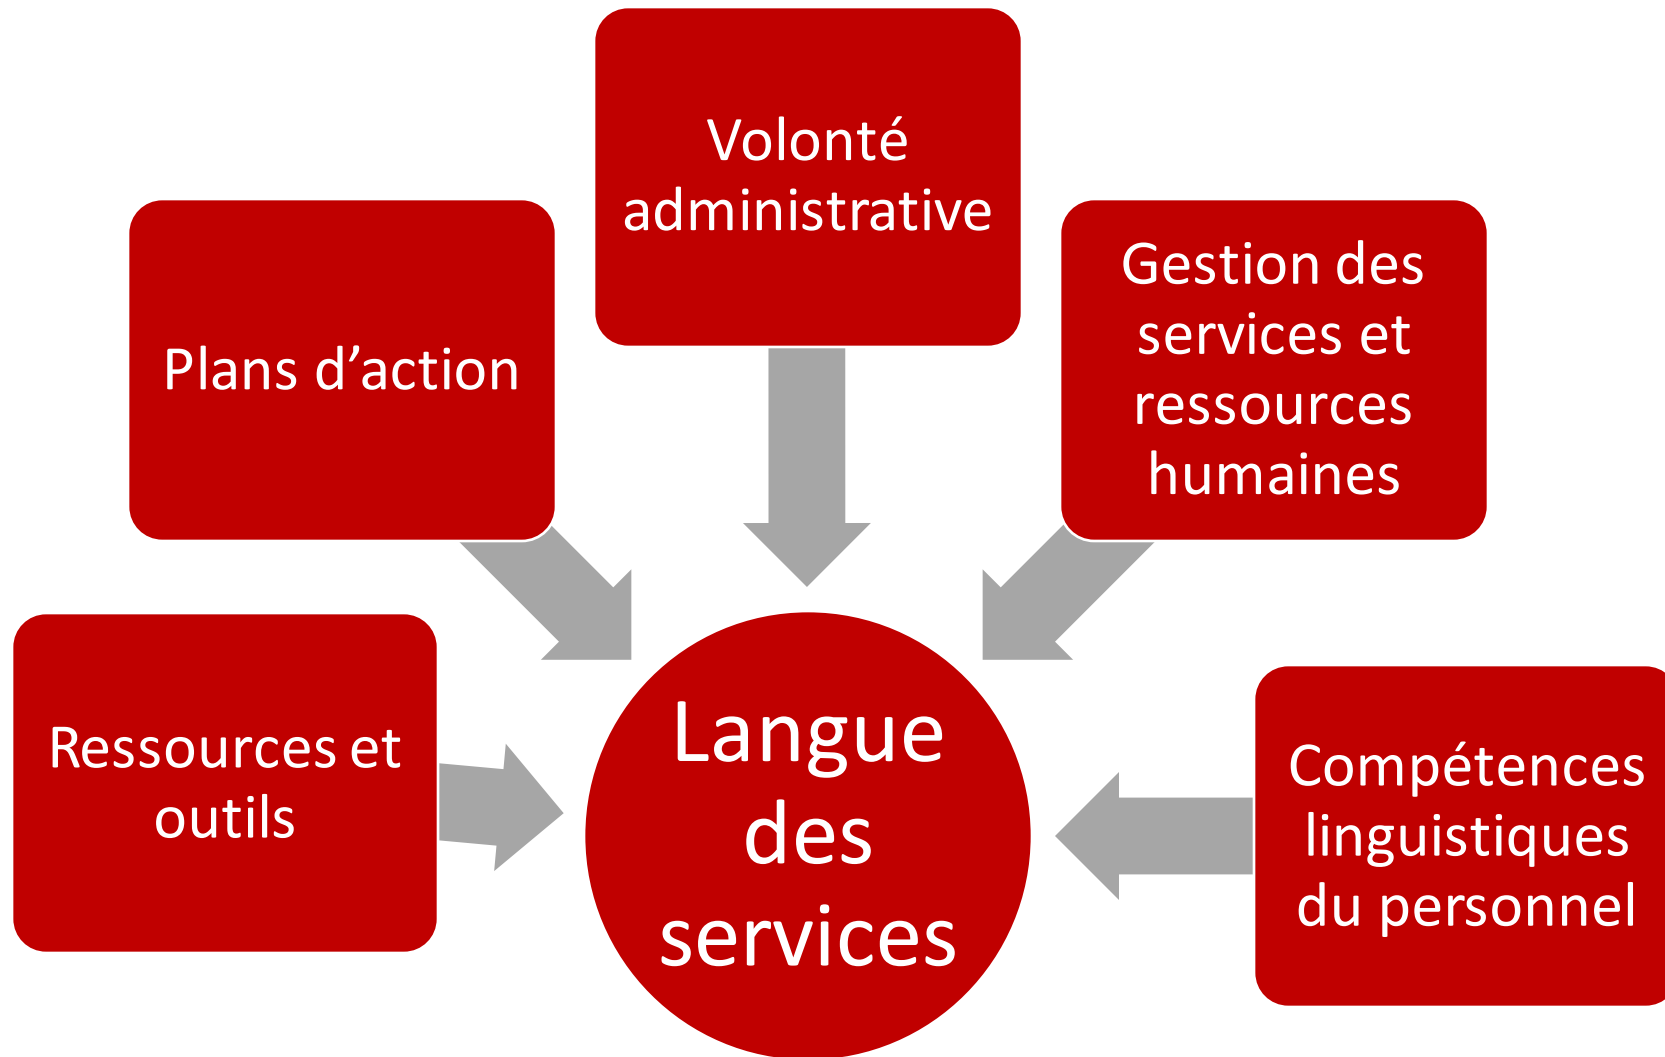 Volonté
administrative
Plans d’action
Gestion des
services et
ressources
humaines
Ressources et
outils
Langue
des
services
Compétences
linguistiques
du personnel